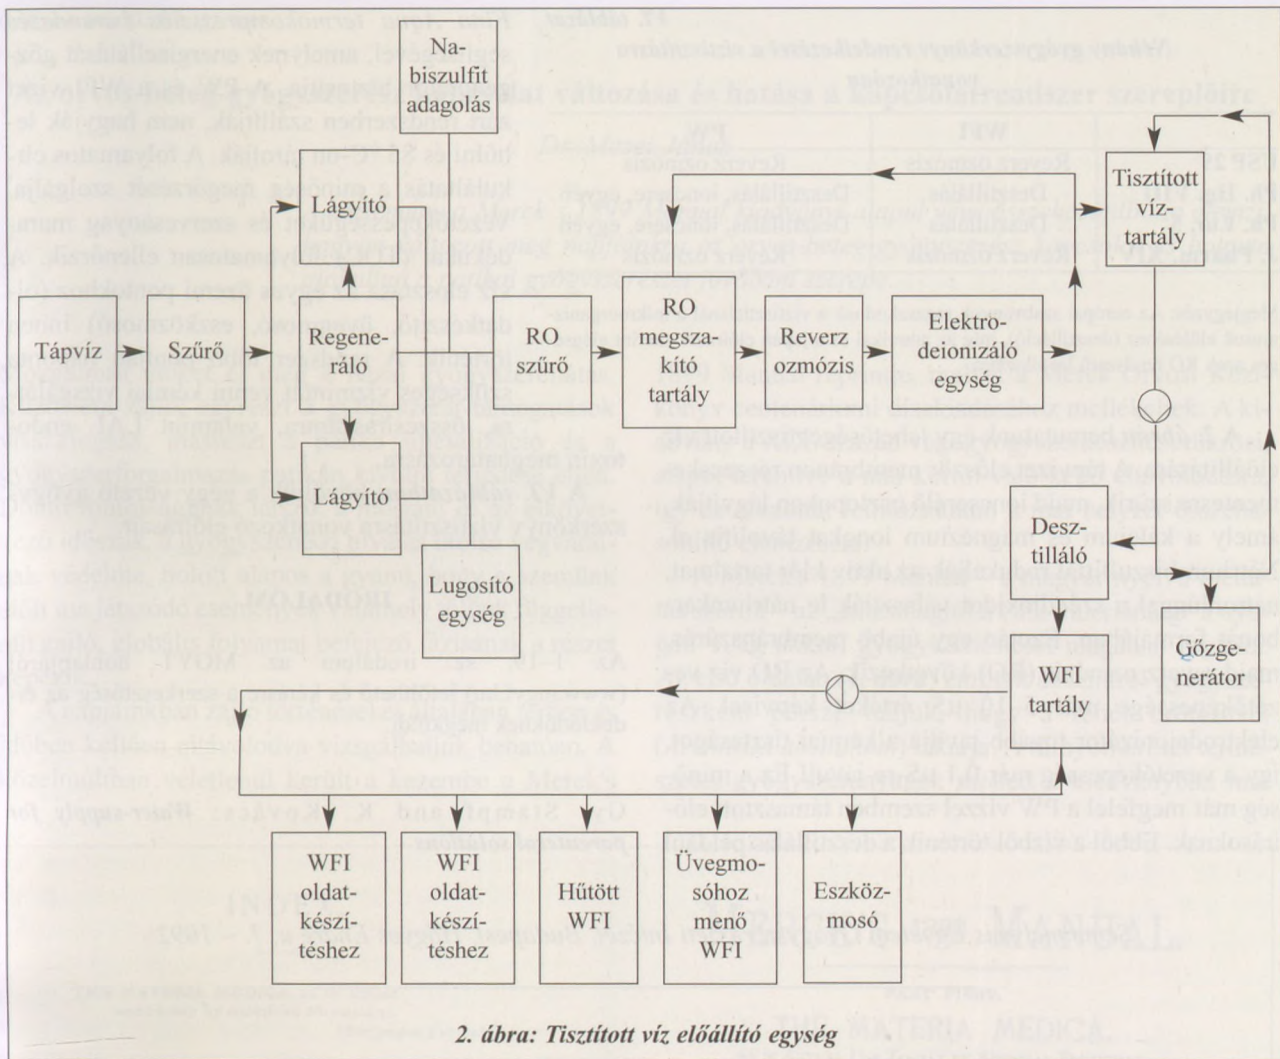 Na-
biszulfit
adagolás
Lágyító
Tisztított
víz-
tartály
Tápvíz
Szűrő
Regene-
ráló
RO
szűrő
RO
megsza-
kító
tartály
Reverz
ozmózis
Elektro-
deionizáló
egység
Lágyító
Lugosító
egység
Desz-
tilláló
WFI
tartály
Gőzge-
nerátor
WFI
oldat-
készí-
téshez
WFI
oldat-
készí-
téshez
Hűtött
WFI
Üvegmo-
sóhoz
menő
WFI
Eszköz-
mosó
2. ábra: Tisztított víz előállító egység